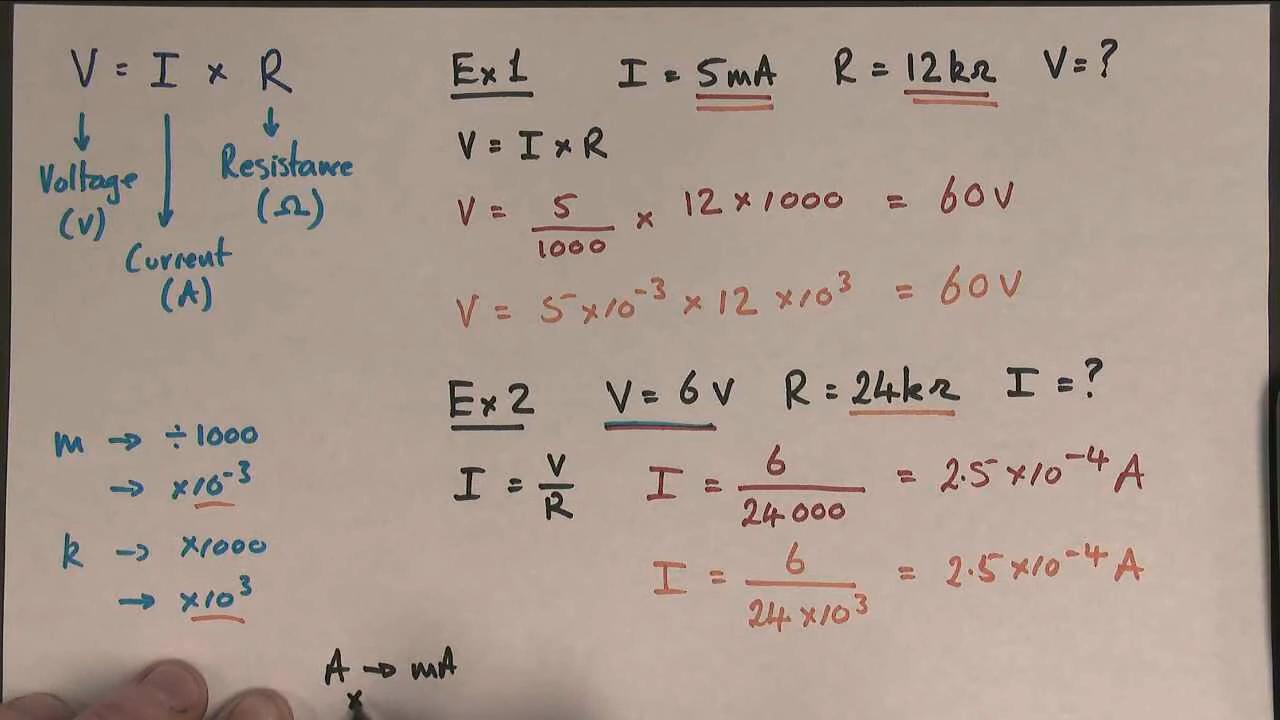 V = I × R
Voltage
(V)
Current
(A)
Resistance
(Ω)
m → ÷1000
→ ×10⁻³
k → ×1000
→ ×10³
Ex 1 I = 5mA R = 12kΩ V = ?
V = I × R
V = 5/1000 × 12 × 1000 = 60V
V = 5 × 10⁻³ × 12 × 10³ = 60V
Ex 2 V = 6V R = 24kΩ I = ?
I = V/R I = 6/24000 = 2.5 × 10⁻⁴ A
I = 6/24 × 10³ = 2.5 × 10⁻⁴ A
A → mA
×